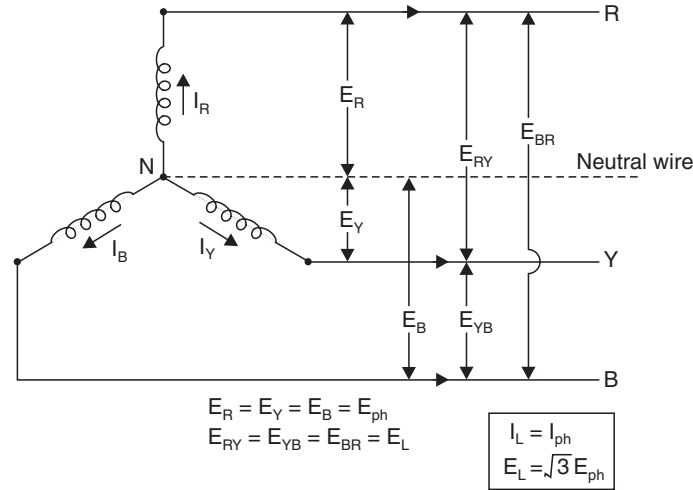 R
I_R
E_R
E_RY
E_BR
N
Neutral wire
E_Y
I_B
I_Y
Y
E_B
E_YB
B
E_R = E_Y = E_B = E_ph
E_RY = E_YB = E_BR = E_L
I_L = I_ph
E_L = √3 E_ph